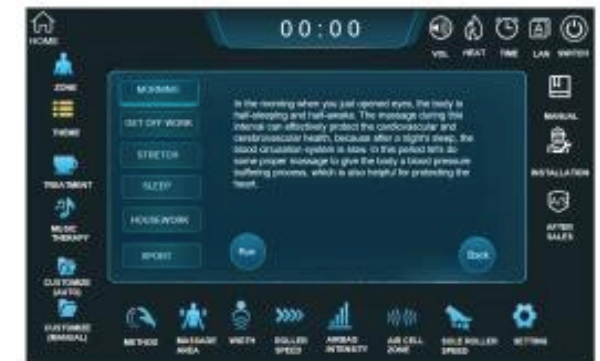 00:00
HOME
VOL
HEAT
TIME
LAN
SWITCH
ZONE
THEME
TREATMENT
MUSIC
THERAPY
CUSTOMIZE
(AUTO)
CUSTOMIZE
(MANUAL)
MORNING
GET OFF WORK
STRETCH
SLEEP
HOUSEWORK
SPORT
In the morning when you just opened eyes, the body is
half-sleeping and half-awake. The massage during this
interval can effectively protect the cardiovascular and
cerebrovascular health, because after a night's sleep, the
blood circulation system is slow. In this period let's do
some proper massage to give the body a blood pressure
buffering process, which is also helpful for protecting the
heart.
Run
Back
MANUAL
INSTALLATION
A/S
AFTER
SALES
METHOD
MASSAGE
AREA
WIDTH
ROLLER
SPEED
AIRBAG
INTENSITY
AIR CELL
ZONE
SOLE ROLLER
SPEED
SETTING